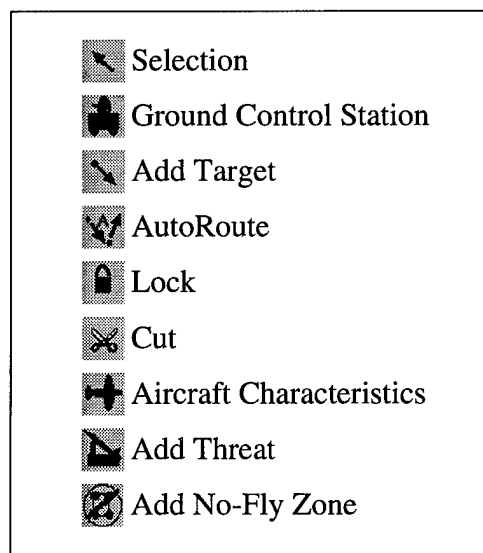 Selection
Ground Control Station
Add Target
AutoRoute
Lock
Cut
Aircraft Characteristics
Add Threat
Add No-Fly Zone